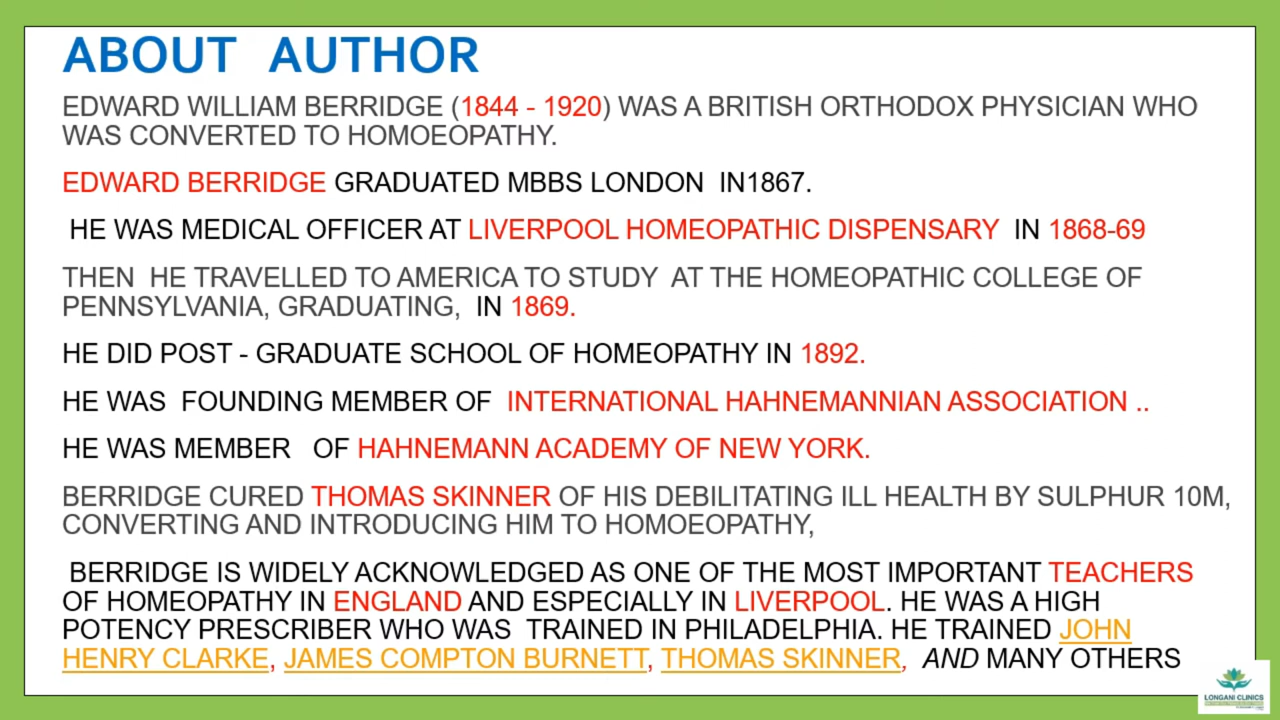 ABOUT AUTHOR
EDWARD WILLIAM BERRIDGE (1844 - 1920) WAS A BRITISH ORTHODOX PHYSICIAN WHO
WAS CONVERTED TO HOMOEOPATHY.
EDWARD BERRIDGE GRADUATED MBBS LONDON IN1867.
HE WAS MEDICAL OFFICER AT LIVERPOOL HOMEOPATHIC DISPENSARY IN 1868-69
THEN HE TRAVELLED TO AMERICA TO STUDY AT THE HOMEOPATHIC COLLEGE OF
PENNSYLVANIA, GRADUATING, IN 1869.
HE DID POST - GRADUATE SCHOOL OF HOMEOPATHY IN 1892.
HE WAS FOUNDING MEMBER OF INTERNATIONAL HAHNEMANNIAN ASSOCIATION ..
HE WAS MEMBER OF HAHNEMANN ACADEMY OF NEW YORK.
BERRIDGE CURED THOMAS SKINNER OF HIS DEBILITATING ILL HEALTH BY SULPHUR 10M,
CONVERTING AND INTRODUCING HIM TO HOMOEOPATHY,
BERRIDGE IS WIDELY ACKNOWLEDGED AS ONE OF THE MOST IMPORTANT TEACHERS
OF HOMEOPATHY IN ENGLAND AND ESPECIALLY IN LIVERPOOL. HE WAS A HIGH
POTENCY PRESCRIBER WHO WAS TRAINED IN PHILADELPHIA. HE TRAINED JOHN
HENRY CLARKE, JAMES COMPTON BURNETT, THOMAS SKINNER, AND MANY OTHERS
LONGANI CLINICS